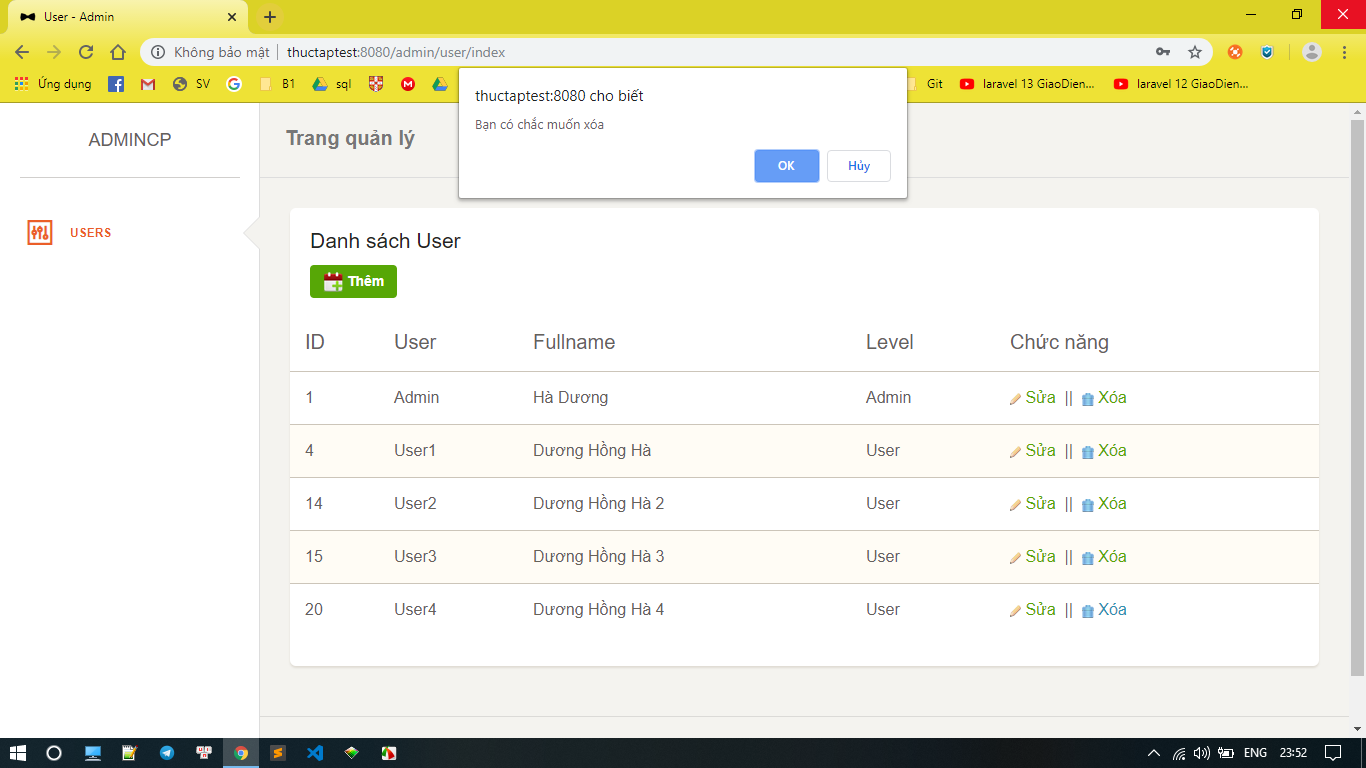 User - Admin
Không bảo mật thuctaptest:8080/admin/user/index
Ứng dụng SV B1 sql Git laravel 13 GiaoDien... laravel 12 GiaoDien...
thuctaptest:8080 cho biết
Bạn có chắc muốn xóa
OK Hủy
ADMINCP
Trang quản lý
USERS
Danh sách User
Thêm
ID User Fullname Level Chức năng
1 Admin Hà Dương Admin Sửa || Xóa
4 User1 Dương Hồng Hà User Sửa || Xóa
14 User2 Dương Hồng Hà 2 User Sửa || Xóa
15 User3 Dương Hồng Hà 3 User Sửa || Xóa
20 User4 Dương Hồng Hà 4 User Sửa || Xóa
ENG 23:52